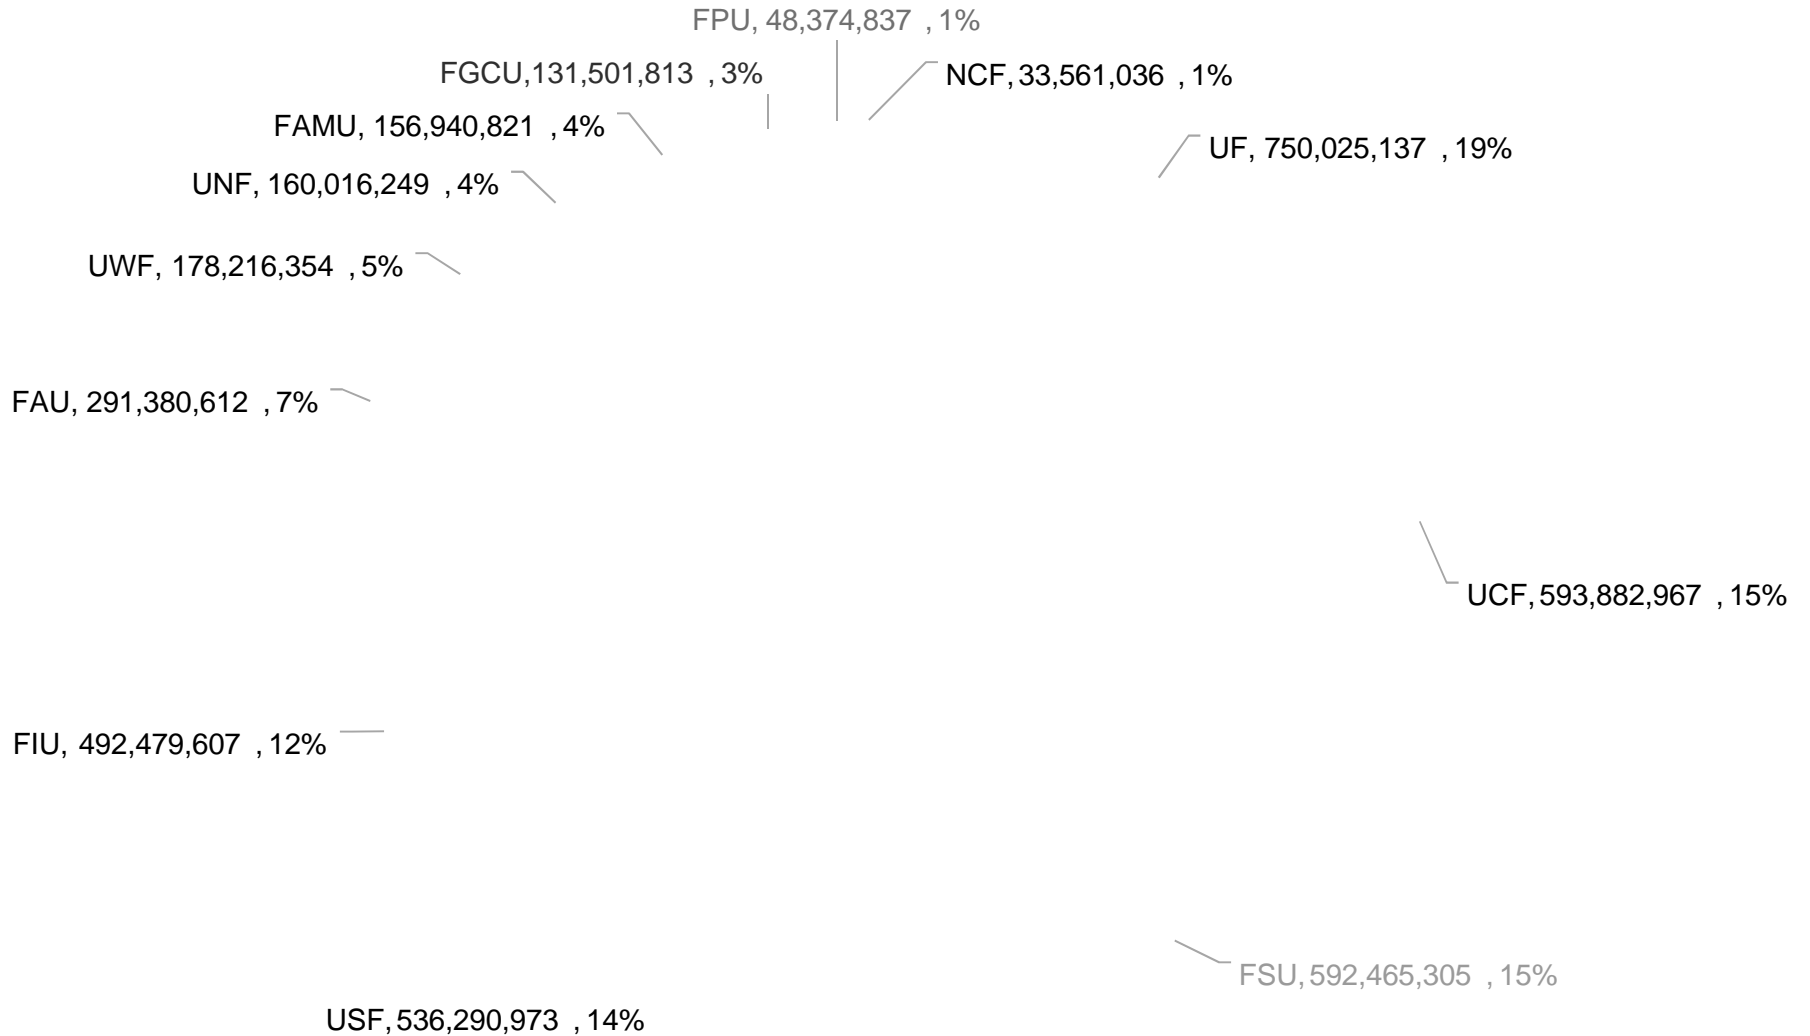 FPU, 48,374,837 , 1%
FGCU,131,501,813 , 3%
NCF, 33,561,036 , 1%
FAMU, 156,940,821 , 4%
UF, 750,025,137 , 19%
UNF, 160,016,249 , 4%
UWF, 178,216,354 , 5%
FAU, 291,380,612 , 7%
UCF, 593,882,967 , 15%
FIU, 492,479,607 , 12%
FSU, 592,465,305 , 15%
USF, 536,290,973 , 14%